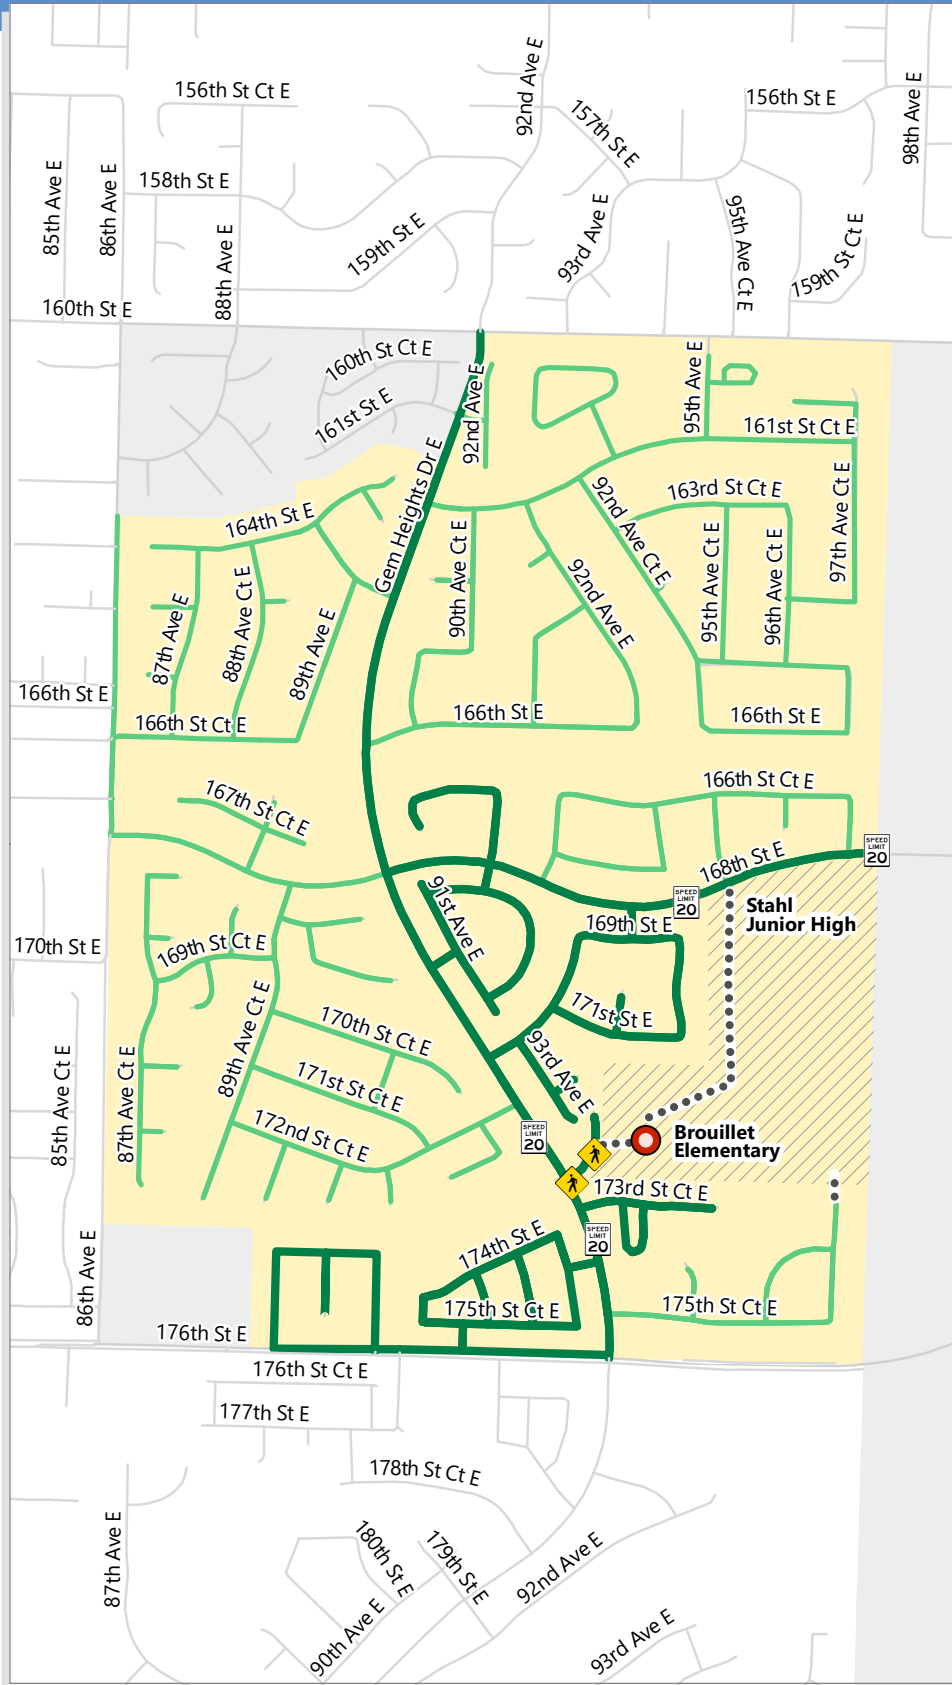 92nd Ave E
156th St Ct E
156th St E
98th Ave E
157th St E
85th Ave E
86th Ave E
158th St E
88th Ave E
159th St E
93rd Ave E
95th Ave Ct E
159th St Ct E
160th St E
160th St Ct E
161st St E
92nd Ave E
95th Ave E
161st St Ct E
Gem Heights Dr E
163rd St Ct E
92nd Ave Ct E
97th Ave Ct E
164th St E
90th Ave Ct E
92nd Ave E
95th Ave Ct E
96th Ave Ct E
87th Ave E
88th Ave Ct E
89th Ave E
166th St E
166th St Ct E
166th St E
166th St E
167th St Ct E
166th St Ct E
168th St E
SPEED
LIMIT
20
SPEED
LIMIT
20
91st Ave E
Stahl
Junior High
169th St E
170th St E
169th St Ct E
89th Ave Ct E
170th St Ct E
171st St E
93rd Ave E
85th Ave Ct E
87th Ave Ct E
171st St Ct E
172nd St Ct E
SPEED
LIMIT
20
Brouillet
Elementary
173rd St Ct E
86th Ave E
174th St E
SPEED
LIMIT
20
175th St Ct E
175th St Ct E
176th St E
176th St Ct E
177th St E
178th St Ct E
87th Ave E
180th St E
179th St E
92nd Ave E
90th Ave E
93rd Ave E